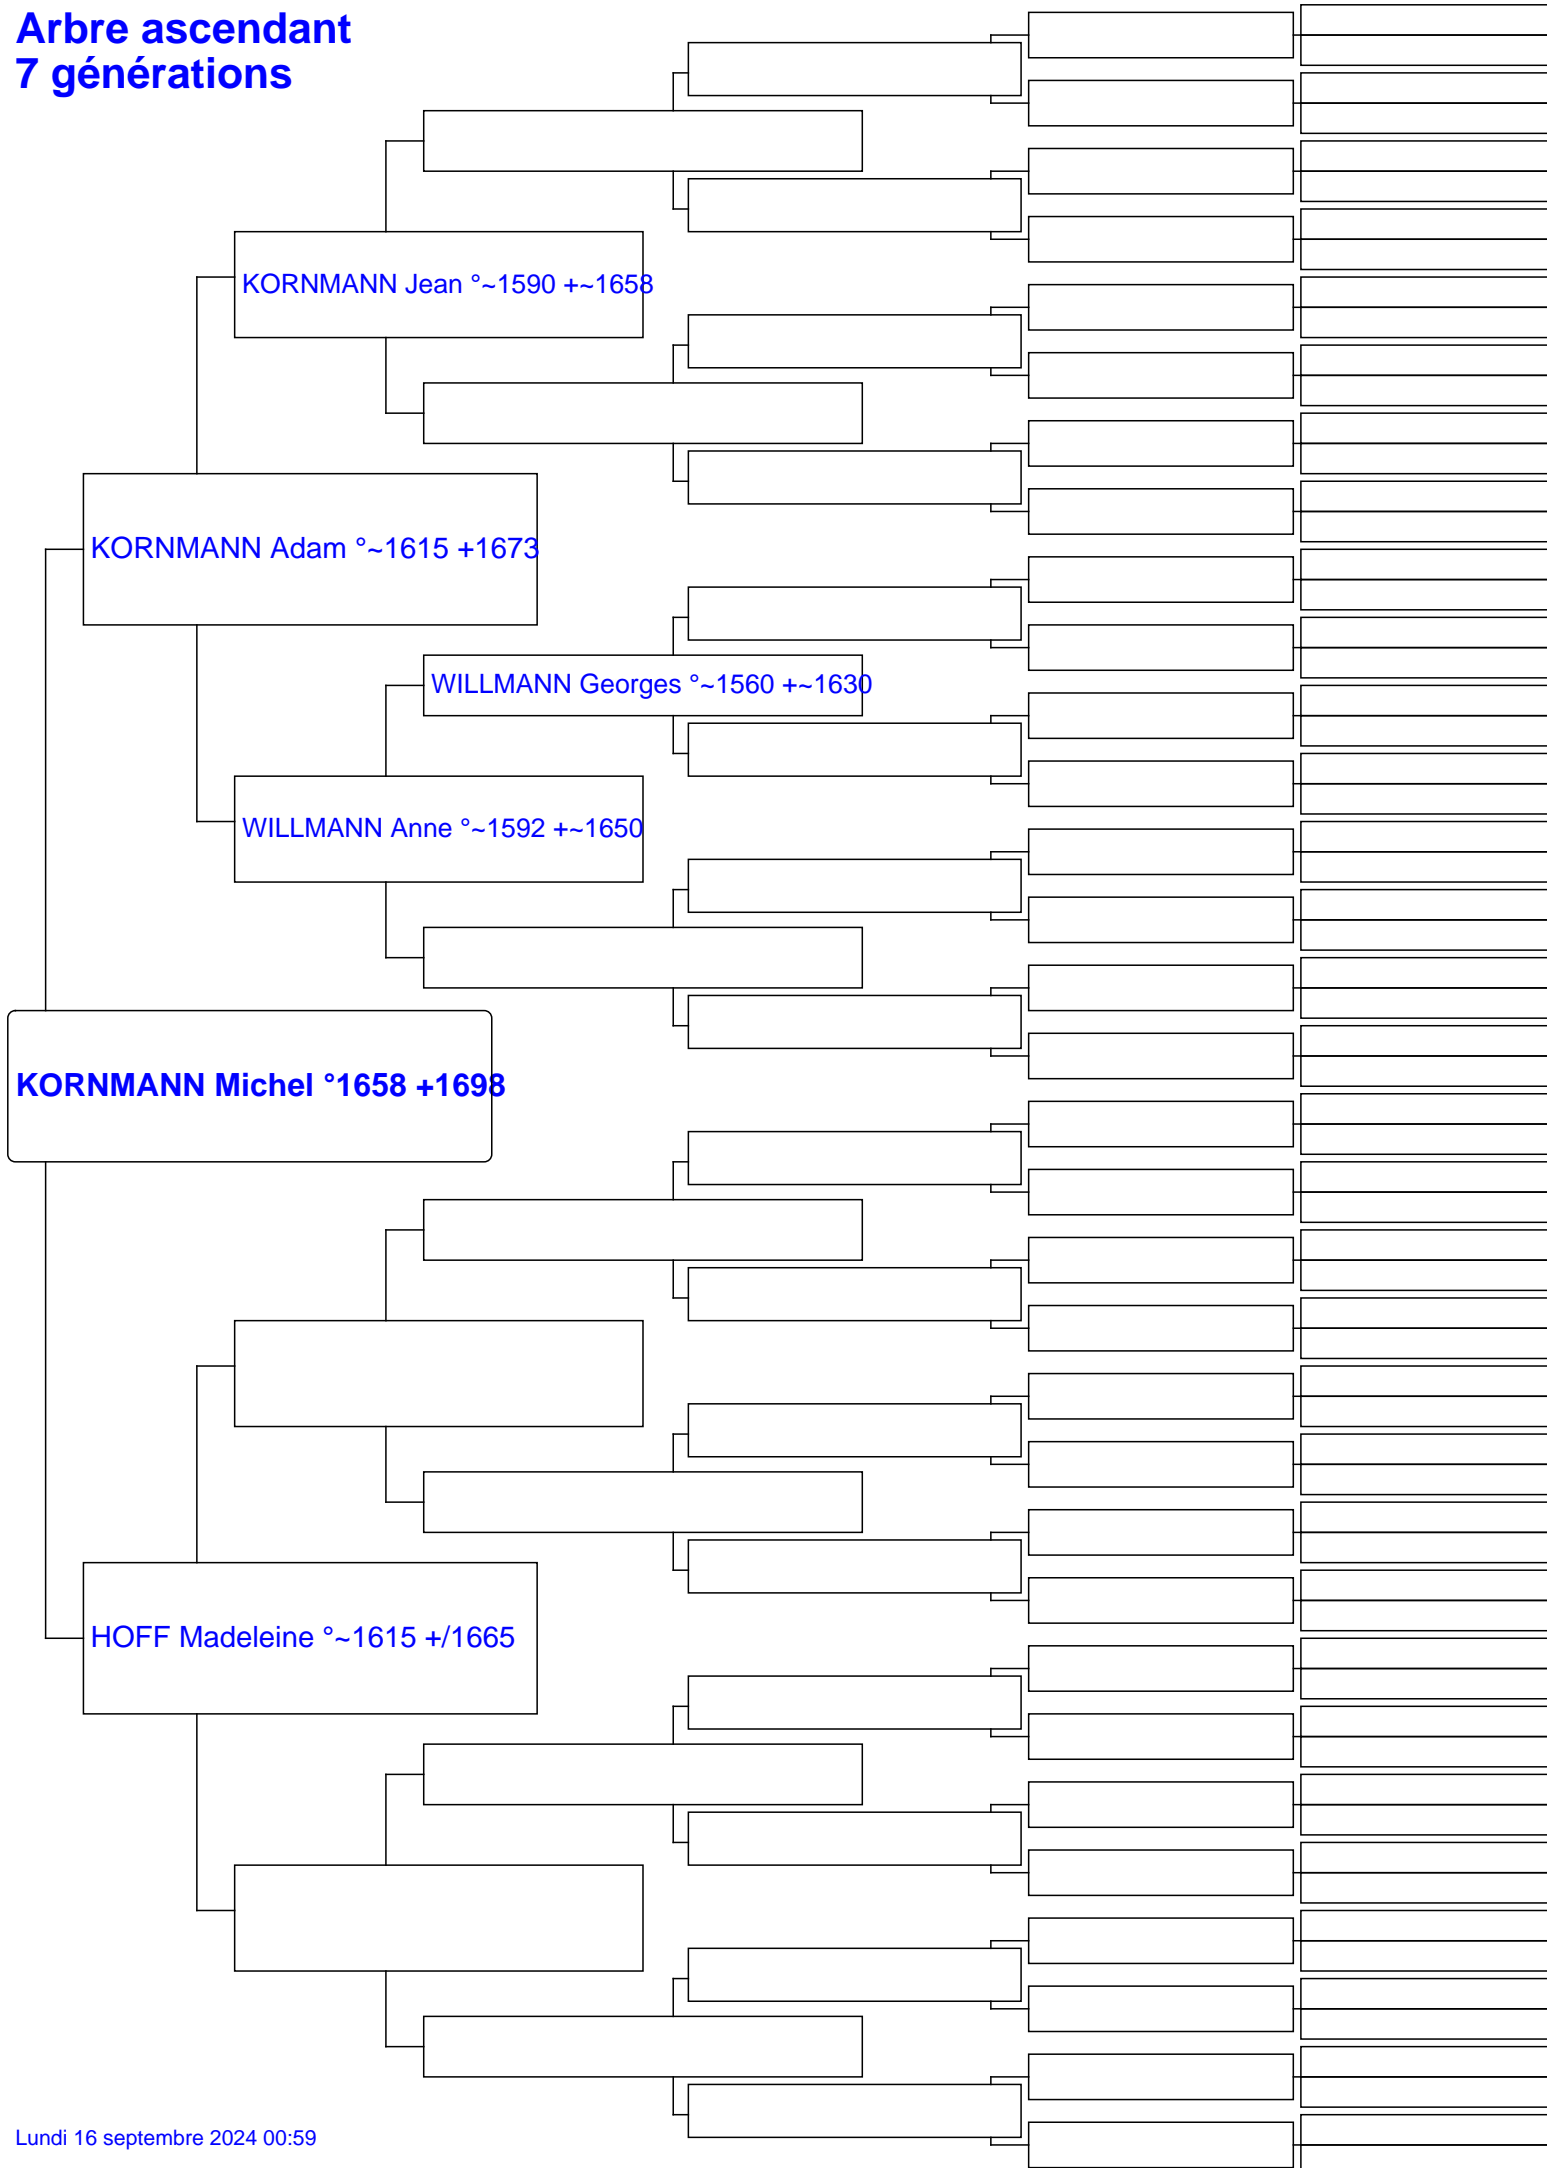 Arbre ascendant
7 générations
KORNMANN Jean °~1590 +~1658
KORNMANN Adam °~1615 +1673
WILLMANN Georges °~1560 +~1630
WILLMANN Anne °~1592 +~1650
KORNMANN Michel °1658 +1698
HOFF Madeleine °~1615 +/1665
Lundi 16 septembre 2024 00:59